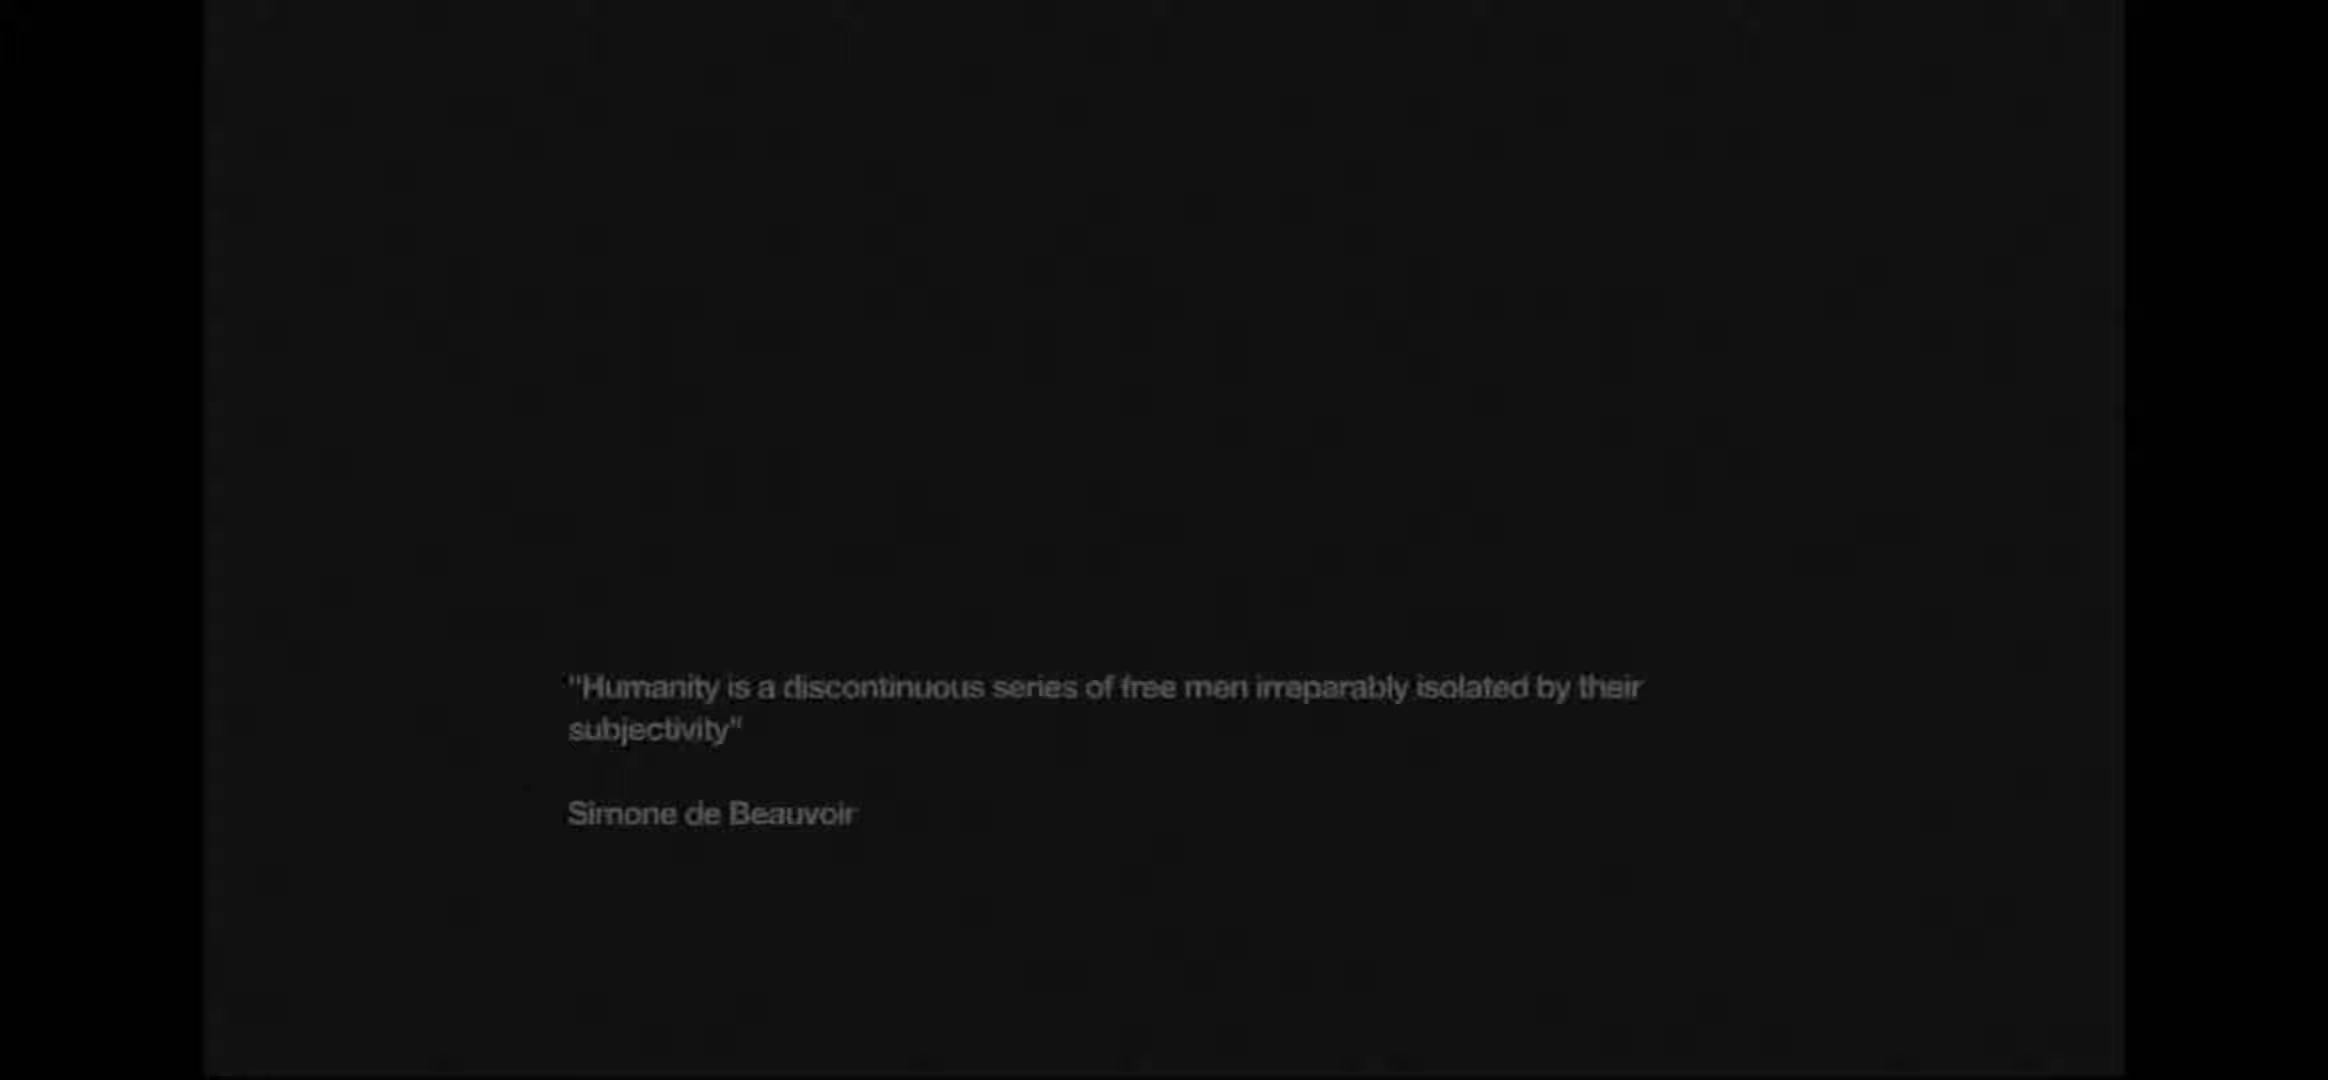 "Humanity is a discontinuous series of free men irreparably isolated by their
subjectivity"
Simone de Beauvoir